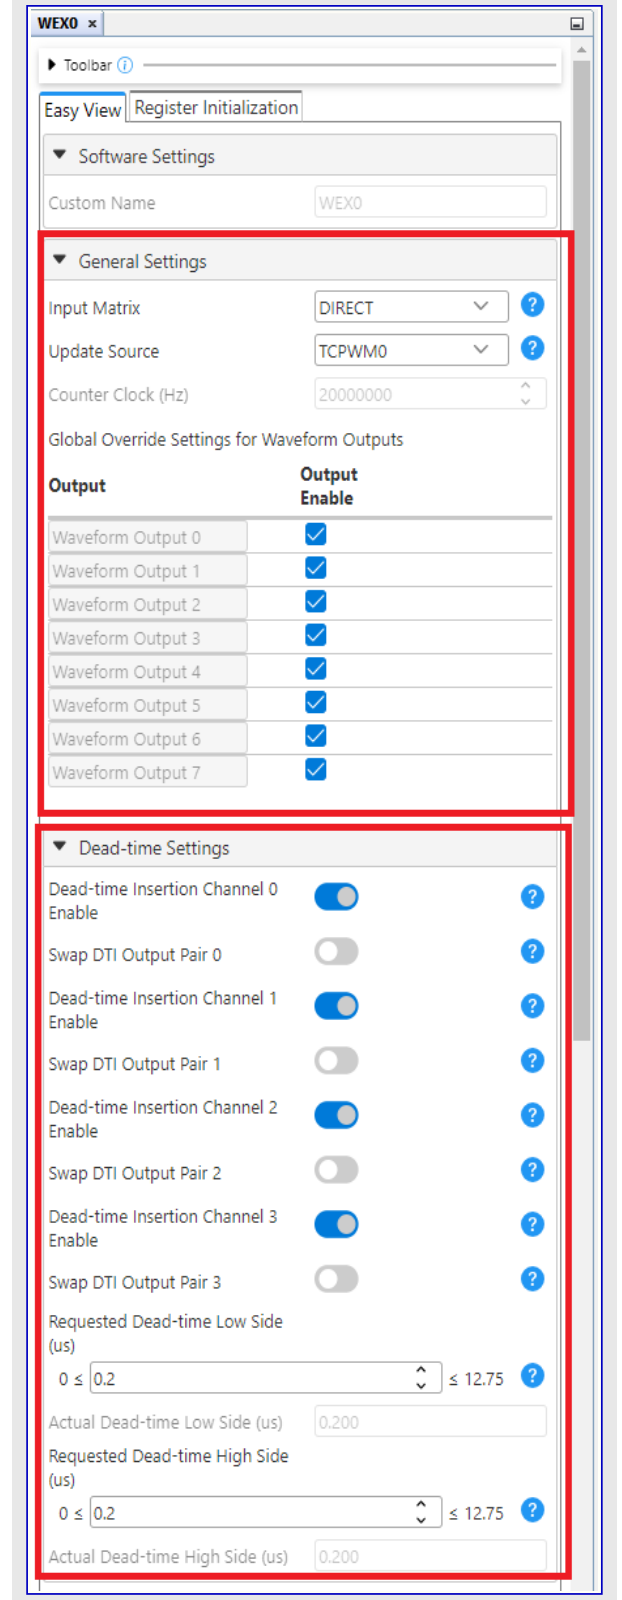 WEX0 ×
Toolbar
Easy View Register Initialization
Software Settings
Custom Name WEX0
General Settings
Input Matrix DIRECT ?
Update Source TCPWM0 ?
Counter Clock (Hz) 20000000
Global Override Settings for Waveform Outputs
Output Output Enable
Waveform Output 0
Waveform Output 1
Waveform Output 2
Waveform Output 3
Waveform Output 4
Waveform Output 5
Waveform Output 6
Waveform Output 7
Dead-time Settings
Dead-time Insertion Channel 0
Enable ?
Swap DTI Output Pair 0 ?
Dead-time Insertion Channel 1
Enable ?
Swap DTI Output Pair 1 ?
Dead-time Insertion Channel 2
Enable ?
Swap DTI Output Pair 2 ?
Dead-time Insertion Channel 3
Enable ?
Swap DTI Output Pair 3 ?
Requested Dead-time Low Side
(us)
0 ≤ 0.2 ≤ 12.75 ?
Actual Dead-time Low Side (us) 0.200
Requested Dead-time High Side
(us)
0 ≤ 0.2 ≤ 12.75 ?
Actual Dead-time High Side (us) 0.200